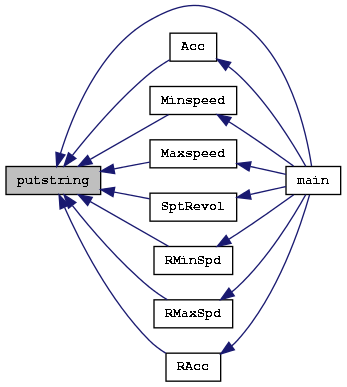 putstring
Acc
Minspeed
Maxspeed
SptRevol
RMinSpd
RMaxSpd
RAcc
main